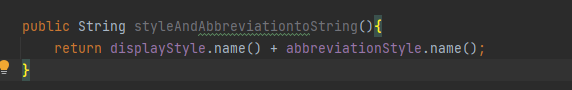 public String styleAndAbbreviationtoString(){
return displayStyle.name() + abbreviationStyle.name();
}